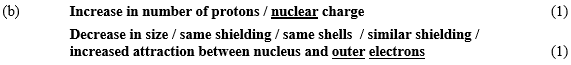 (b) Increase in number of protons / nuclear charge (1)
Decrease in size / same shielding / same shells / similar shielding /
increased attraction between nucleus and outer electrons (1)